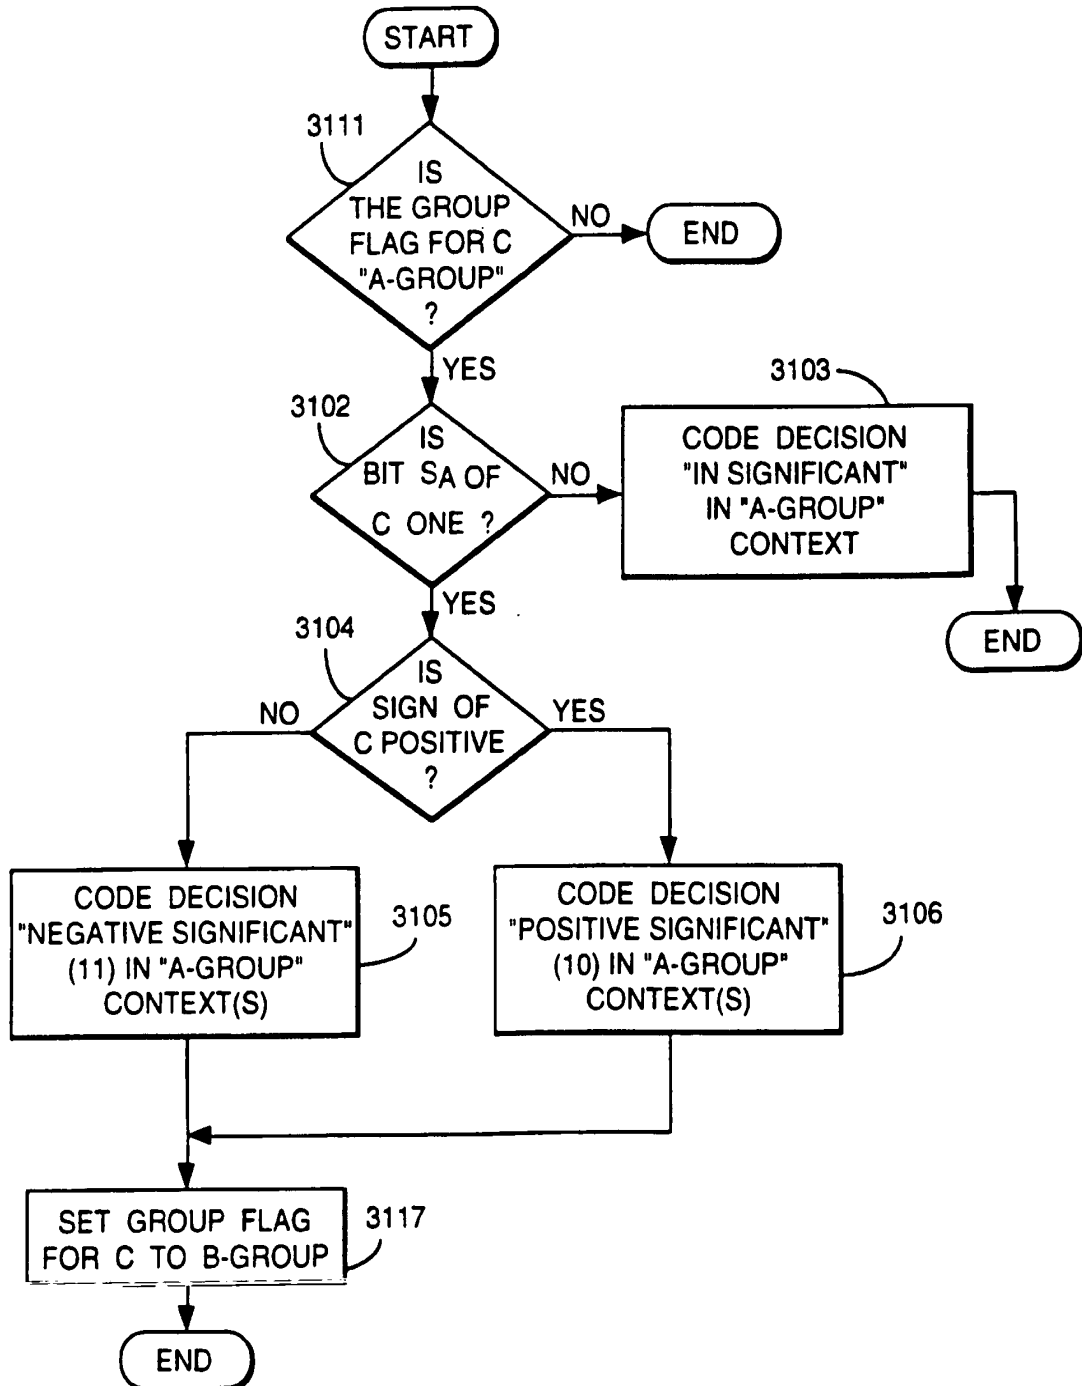 START
3111
IS
THE GROUP
FLAG FOR C
"A-GROUP"
?
NO
END
YES
3102
IS
BIT SA OF
C ONE ?
NO
3103
CODE DECISION
"IN SIGNIFICANT"
IN "A-GROUP"
CONTEXT
END
YES
3104
IS
SIGN OF
C POSITIVE
?
NO
YES
CODE DECISION
"NEGATIVE SIGNIFICANT"
(11) IN "A-GROUP"
CONTEXT(S)
3105
CODE DECISION
"POSITIVE SIGNIFICANT"
(10) IN "A-GROUP"
CONTEXT(S)
3106
SET GROUP FLAG
FOR C TO B-GROUP
3117
END